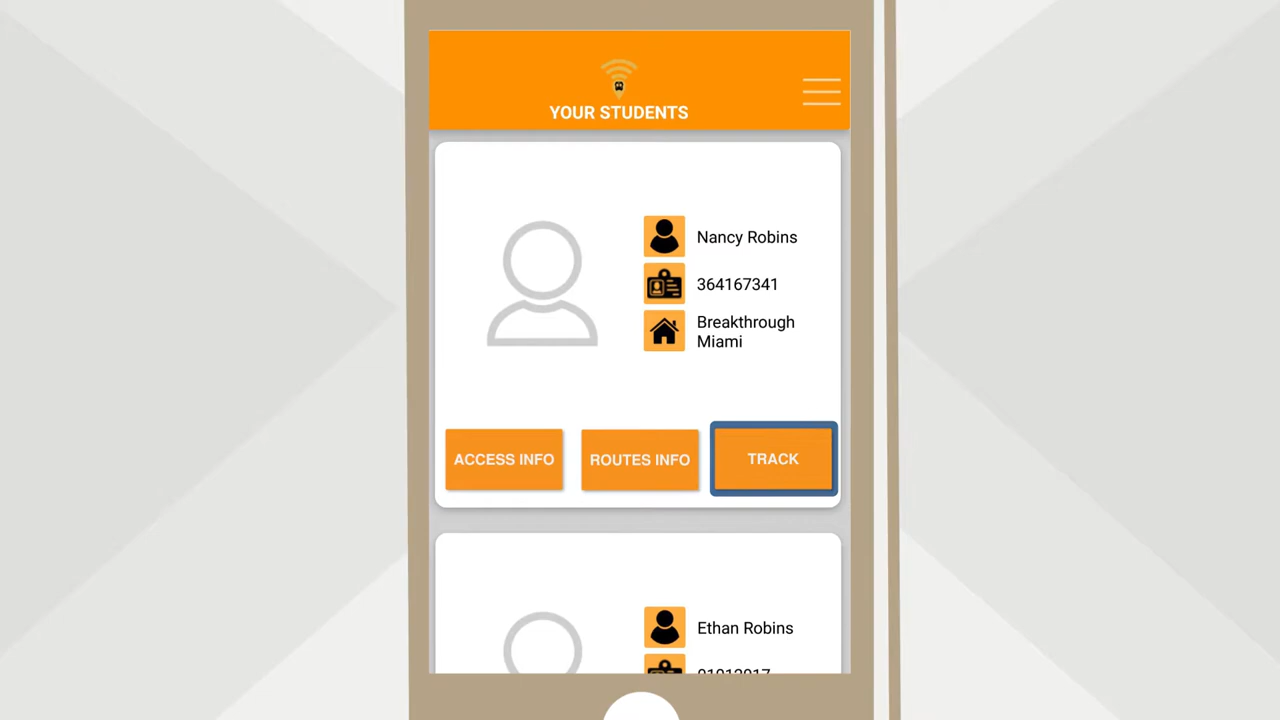 YOUR STUDENTS
Nancy Robins
364167341
Breakthrough
Miami
ACCESS INFO
ROUTES INFO
TRACK
Ethan Robins